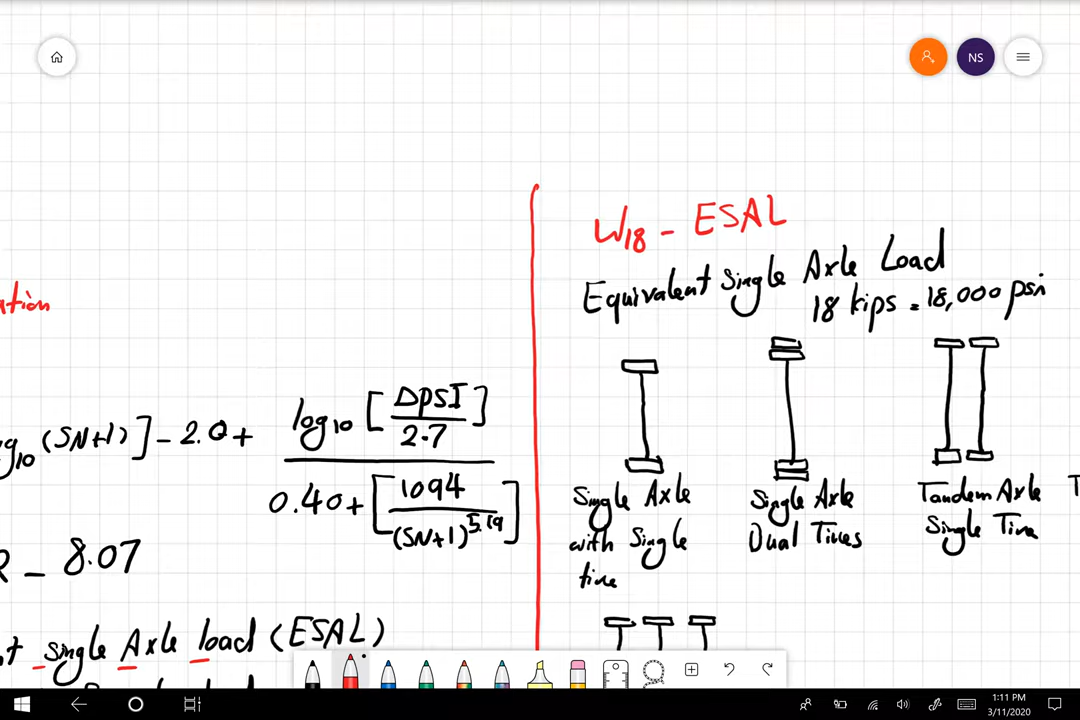 NS
W18 - ESAL
Equivalent Single Axle Load
18 kips = 18,000 psi
ation
log10 [ΔPSI / 2.7]
g10 (SN+1)] - 2.0 +
0.40 + [1094 / (SN+1)^5.19]
R - 8.07
Single Axle
with Single
tire
Single Axle
Dual Tires
Tandem Axle
Single Tire
T
t Single Axle load (ESAL)
1:11 PM
3/11/2020